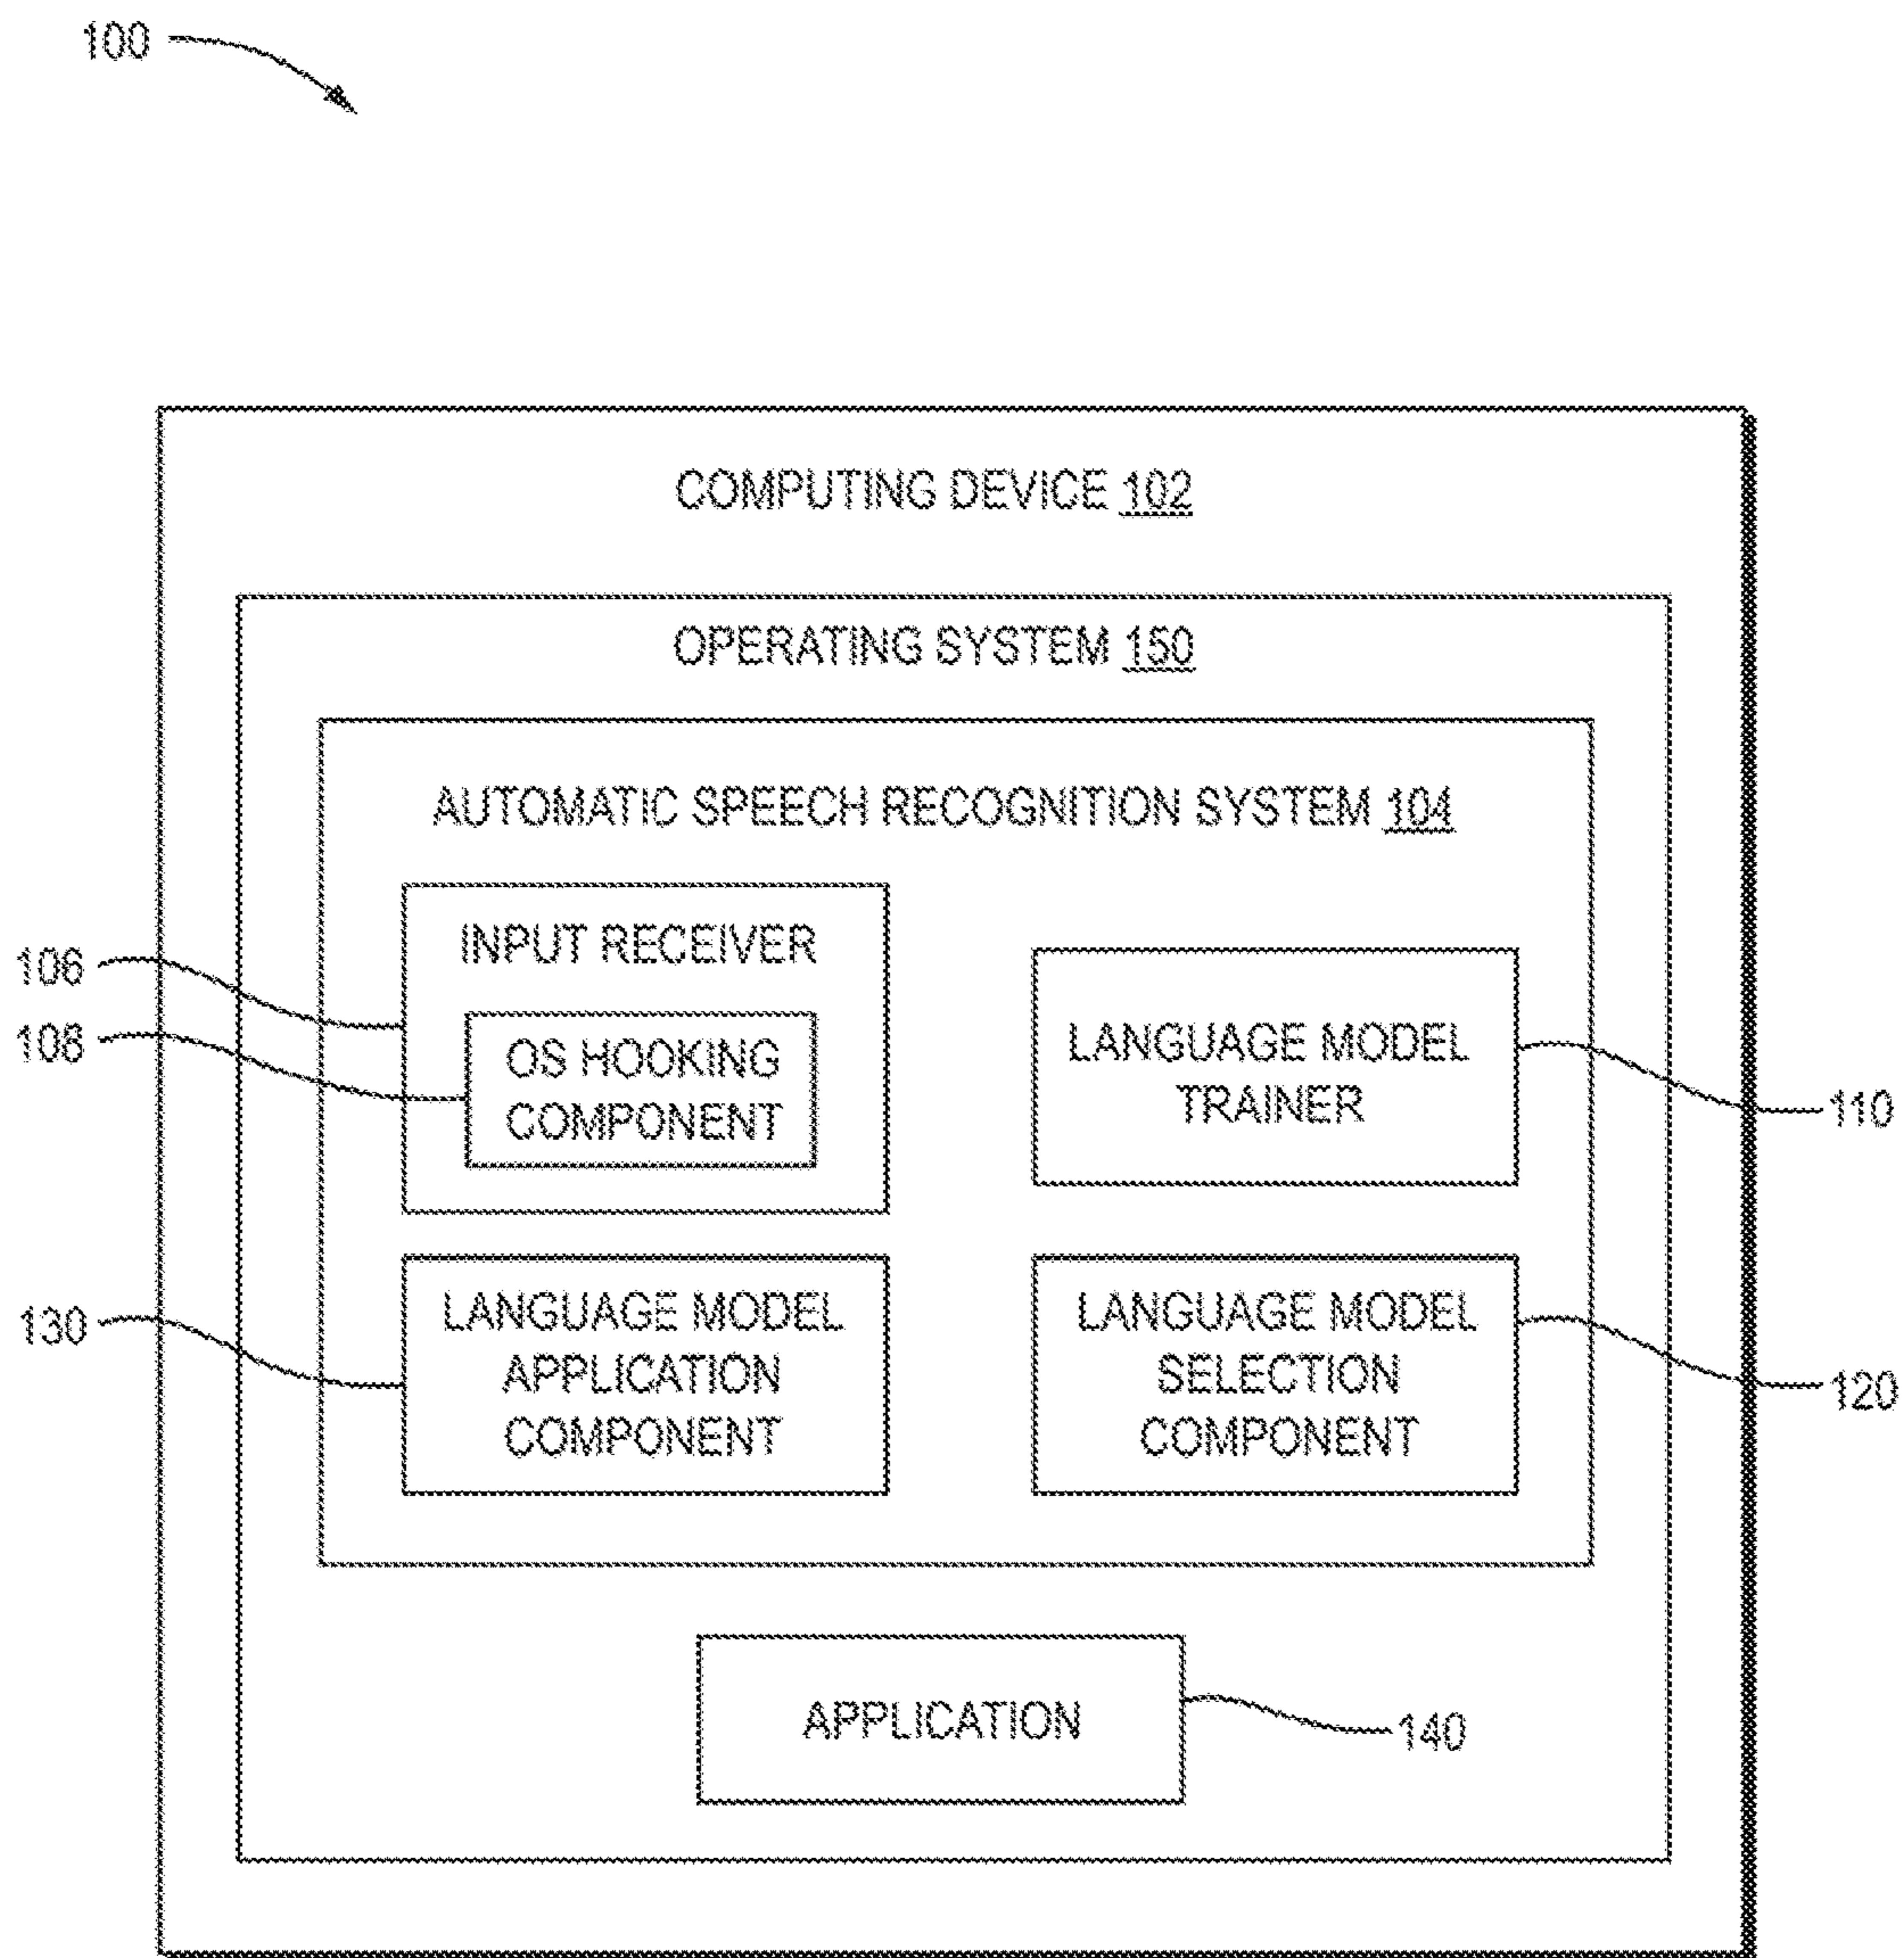 100
COMPUTING DEVICE 102
OPERATING SYSTEM 150
AUTOMATIC SPEECH RECOGNITION SYSTEM 104
INPUT RECEIVER
106
108
OS HOOKING
COMPONENT
LANGUAGE MODEL
TRAINER
110
130
LANGUAGE MODEL
APPLICATION
COMPONENT
LANGUAGE MODEL
SELECTION
COMPONENT
120
APPLICATION
140